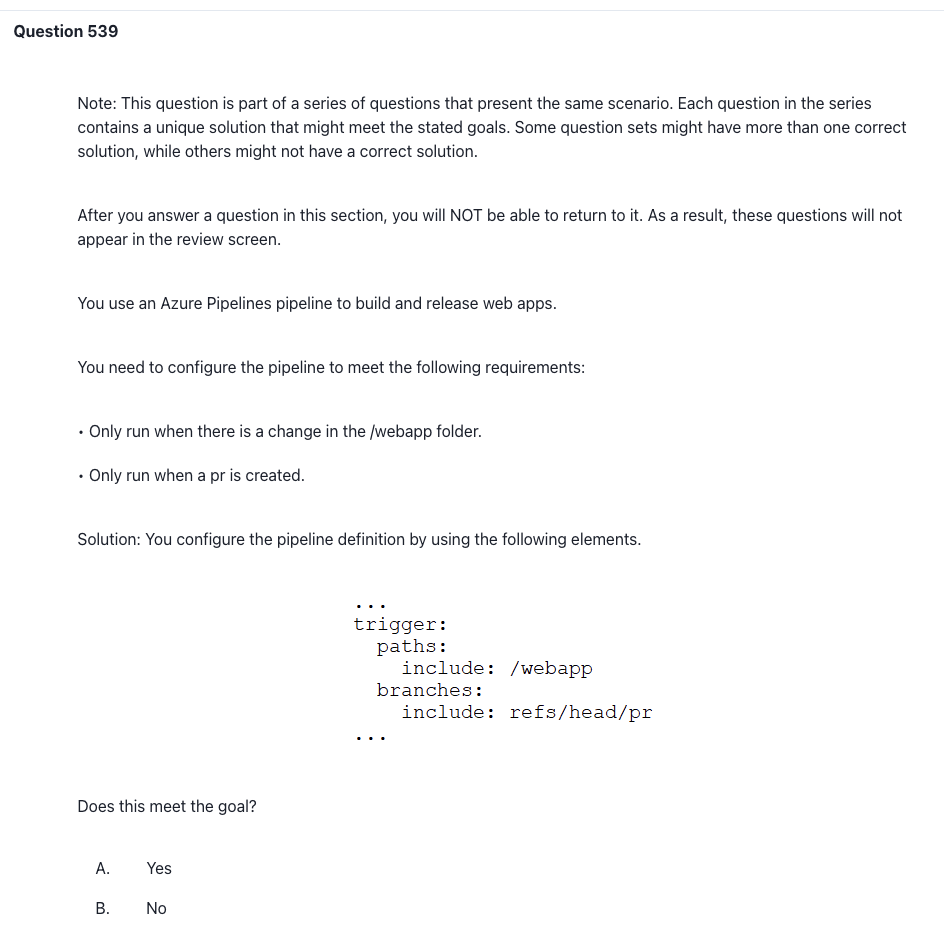 Question 539
Note: This question is part of a series of questions that present the same scenario. Each question in the series
contains a unique solution that might meet the stated goals. Some question sets might have more than one correct
solution, while others might not have a correct solution.
After you answer a question in this section, you will NOT be able to return to it. As a result, these questions will not
appear in the review screen.
You use an Azure Pipelines pipeline to build and release web apps.
You need to configure the pipeline to meet the following requirements:
• Only run when there is a change in the /webapp folder.
• Only run when a pr is created.
Solution: You configure the pipeline definition by using the following elements.
...
trigger:
  paths:
    include: /webapp
  branches:
    include: refs/head/pr
...
Does this meet the goal?
A. Yes
B. No